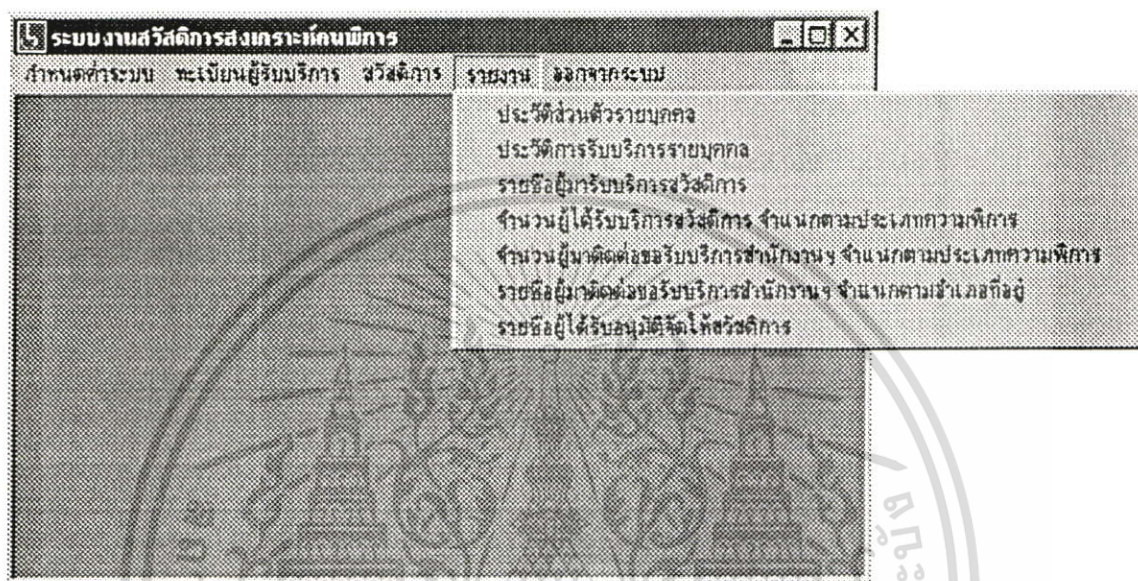 ระบบงานสวัสดิการสงเคราะห์คนพิการ
กำหนดค่าระบบ ทะเบียนผู้รับบริการ สวัสดิการ รายงาน ออกจากระบบ
ประวัติส่วนตัวรายบุคคล
ประวัติการรับบริการรายบุคคล
รายชื่อผู้มารับบริการสวัสดิการ
จำนวนผู้ได้รับบริการสวัสดิการ จำแนกตามประเภทความพิการ
จำนวนผู้มาติดต่อขอรับบริการสำนักงานฯ จำแนกตามประเภทความพิการ
รายชื่อผู้มาติดต่อขอรับบริการสำนักงานฯ จำแนกตามอำเภอที่อยู่
รายชื่อผู้ได้รับอนุมัติจัดให้สวัสดิการ